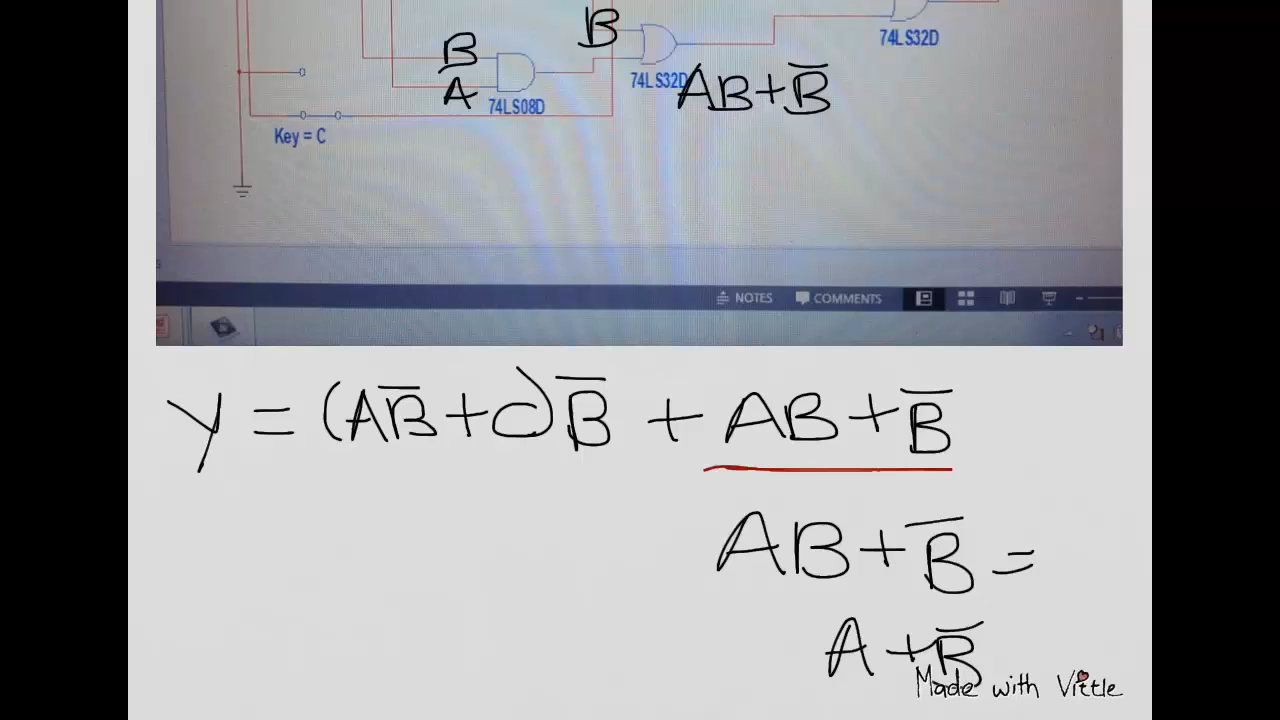 B
B
74LS32D
A
74LS08D
74LS32D
AB+B̅
Key = C
NOTES
COMMENTS
y = (AB̅+C)B̅ + AB+B̅
AB+B̅ =
A+B̅
Made with Vittle